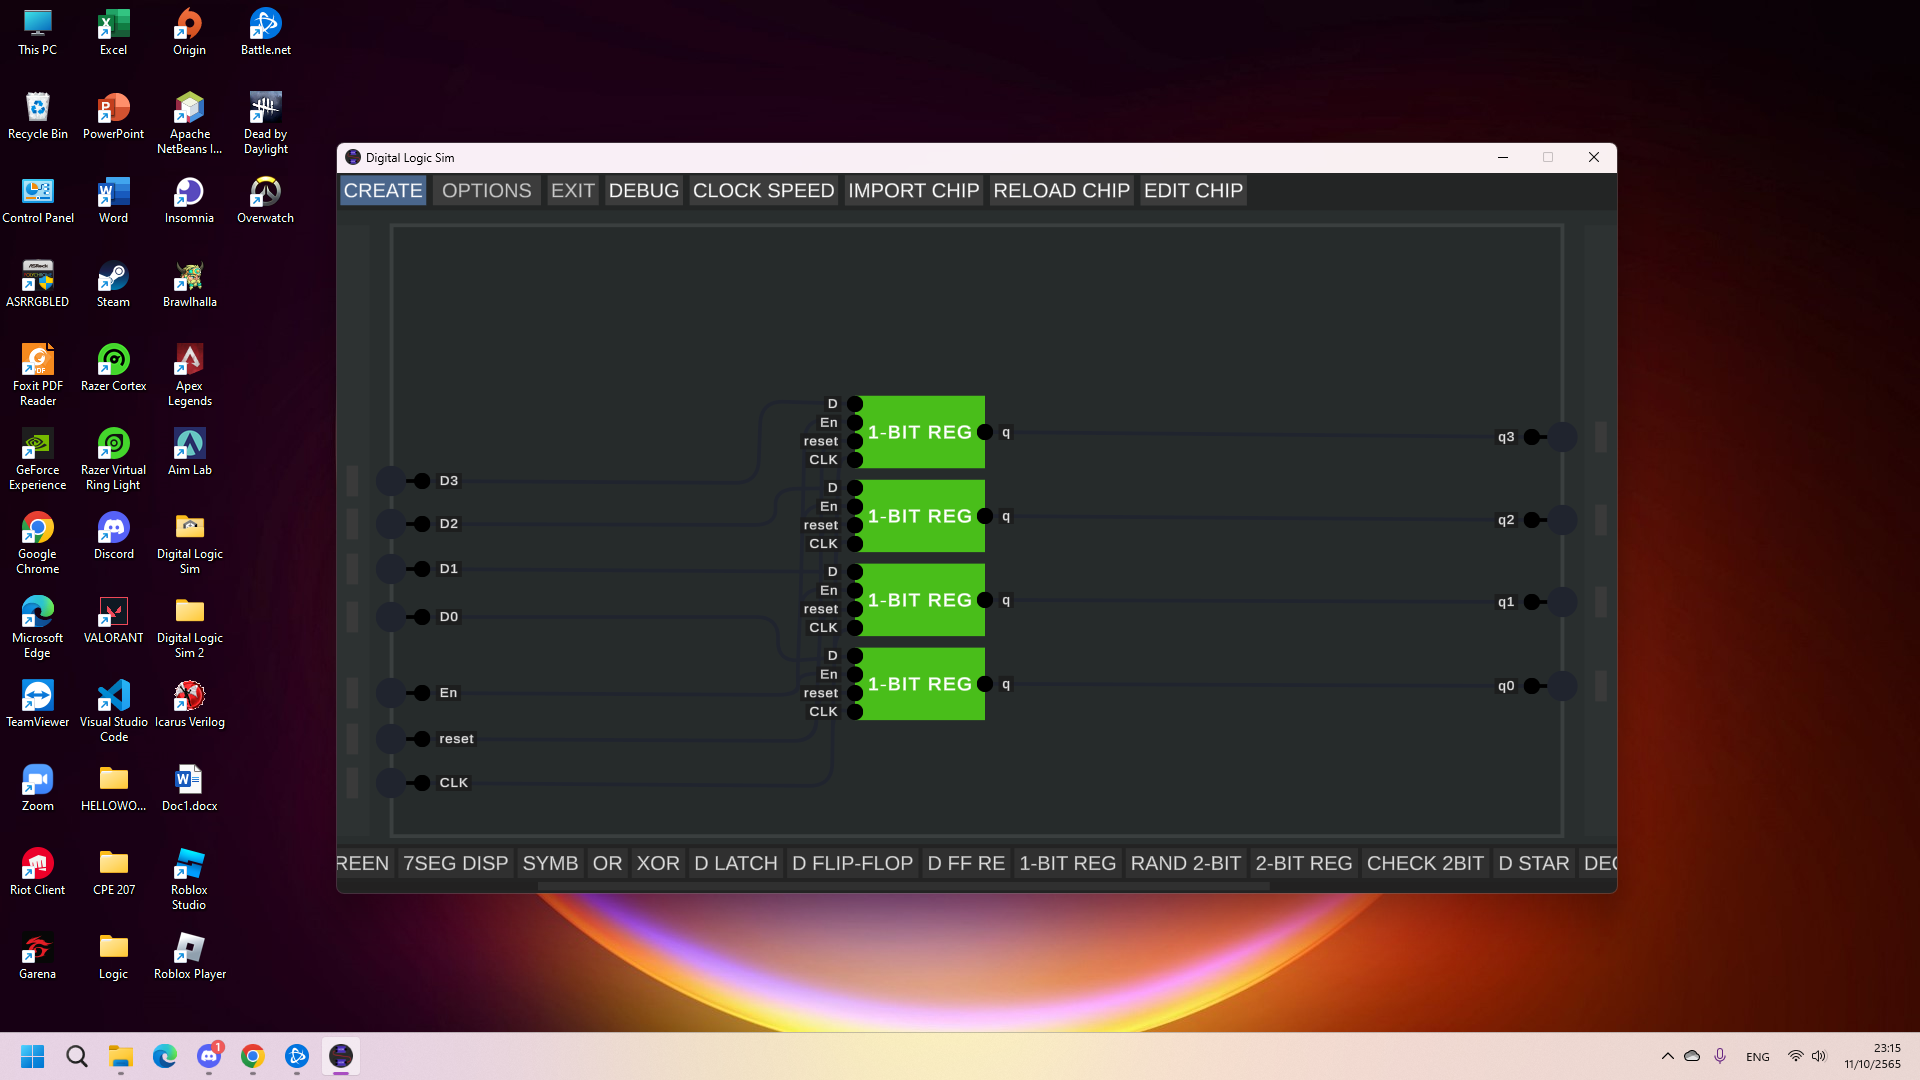 This PC
Excel
Origin
Battle.net
Recycle Bin
PowerPoint
Apache
NetBeans I...
Dead by
Daylight
Control Panel
Word
Insomnia
Overwatch
ASRRGBLED
Steam
Brawlhalla
Foxit PDF
Reader
Razer Cortex
Apex
Legends
GeForce
Experience
Razer Virtual
Ring Light
Aim Lab
Google
Chrome
Discord
Digital Logic
Sim
Microsoft
Edge
VALORANT
Digital Logic
Sim 2
TeamViewer
Visual Studio
Code
Icarus Verilog
Zoom
HELLOWO...
Doc1.docx
Riot Client
CPE 207
Roblox
Studio
Garena
Logic
Roblox Player
Digital Logic Sim
CREATE OPTIONS EXIT DEBUG CLOCK SPEED IMPORT CHIP RELOAD CHIP EDIT CHIP
D3
D2
D1
D0
En
reset
CLK
D
En
reset
CLK
1-BIT REG
q
D
En
reset
CLK
1-BIT REG
q
D
En
reset
CLK
1-BIT REG
q
D
En
reset
CLK
1-BIT REG
q
q3
q2
q1
q0
REEN 7SEG DISP SYMB OR XOR D LATCH D FLIP-FLOP D FF RE 1-BIT REG RAND 2-BIT 2-BIT REG CHECK 2BIT D STAR DEC
1
ENG
23:15
11/10/2565